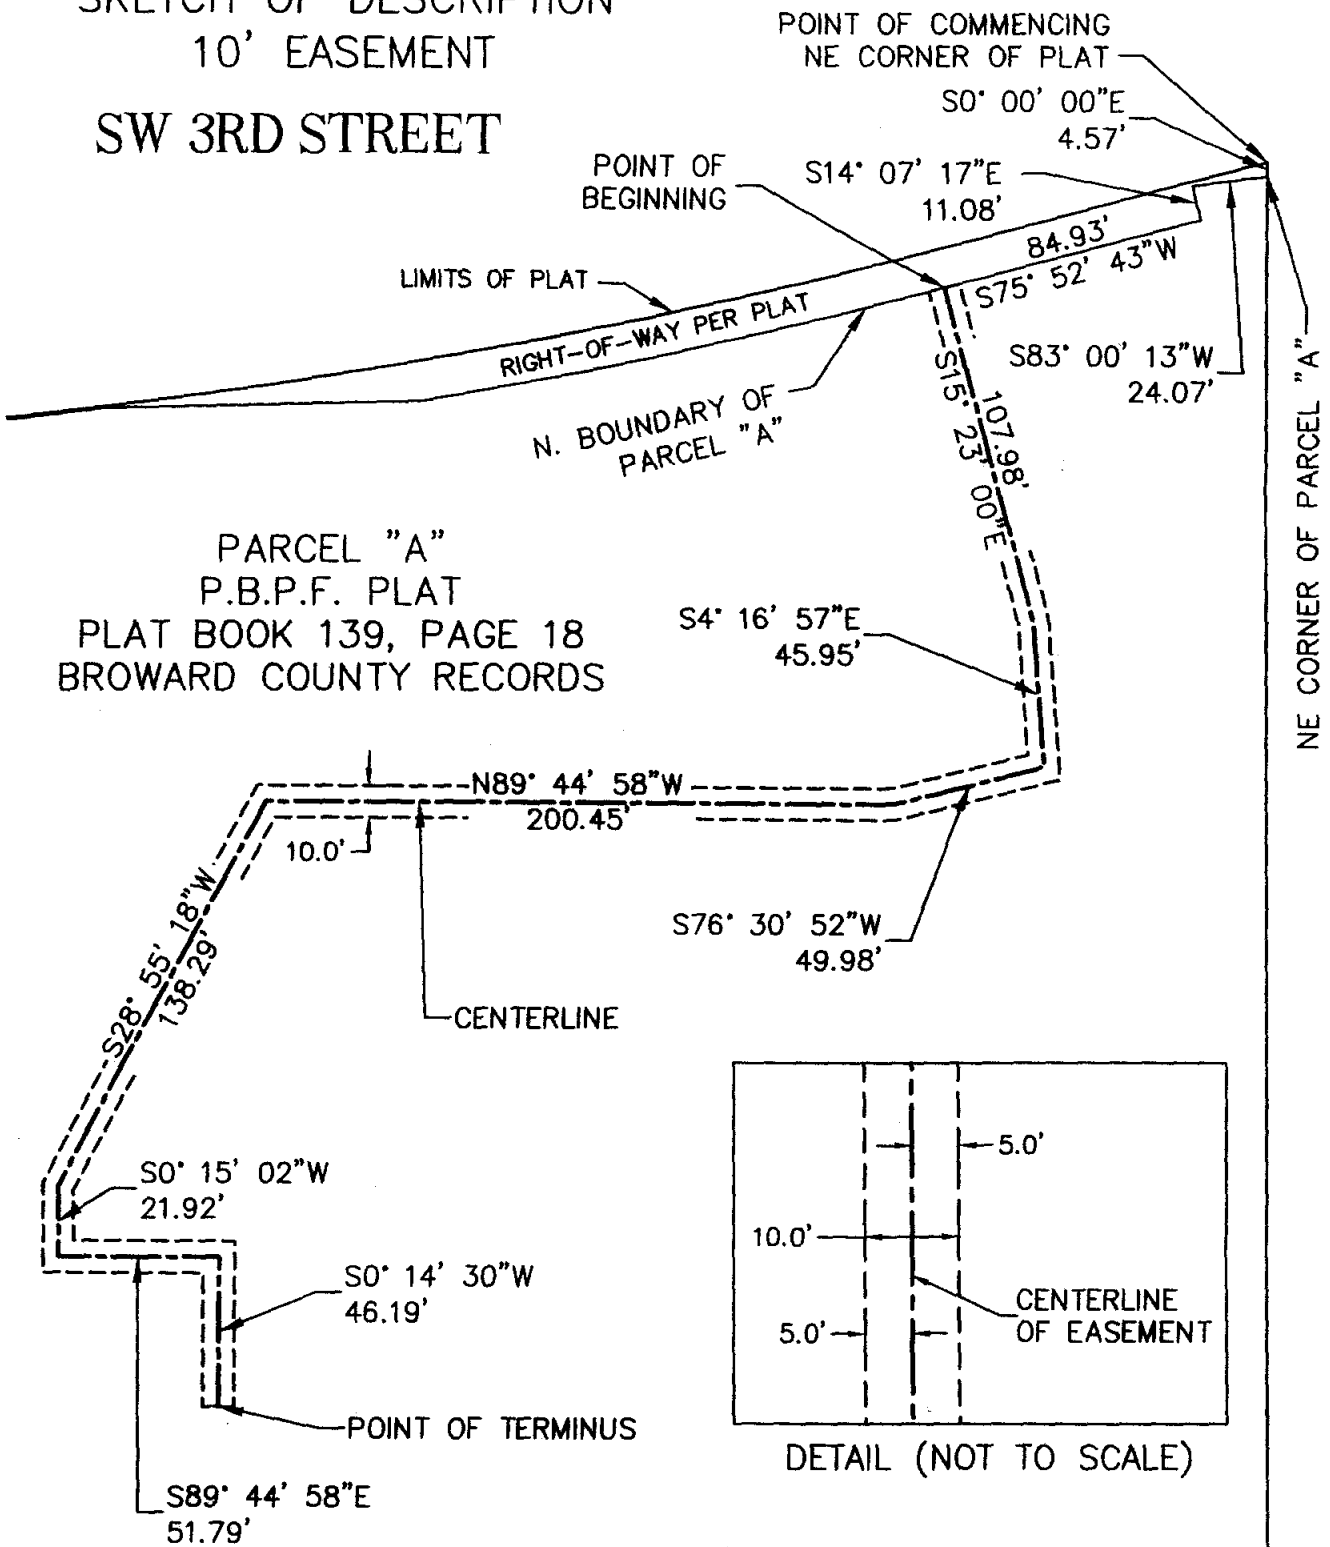 SKETCH OF DESCRIPTION
10' EASEMENT
SW 3RD STREET
POINT OF COMMENCING
NE CORNER OF PLAT
S0° 00' 00"E
4.57'
POINT OF
BEGINNING
S14° 07' 17"E
11.08'
84.93'
S75° 52' 43"W
LIMITS OF PLAT
RIGHT-OF-WAY PER PLAT
S83° 00' 13"W
24.07'
N. BOUNDARY OF
PARCEL "A"
NE CORNER OF PARCEL "A"
107.98'
S15° 23' 00"E
PARCEL "A"
P.B.P.F. PLAT
PLAT BOOK 139, PAGE 18
BROWARD COUNTY RECORDS
S4° 16' 57"E
45.95'
N89° 44' 58"W
200.45'
10.0'
S76° 30' 52"W
49.98'
S28° 55' 18"W
138.29'
CENTERLINE
S0° 15' 02"W
21.92'
S0° 14' 30"W
46.19'
POINT OF TERMINUS
S89° 44' 58"E
51.79'
5.0'
10.0'
CENTERLINE
OF EASEMENT
5.0'
DETAIL (NOT TO SCALE)